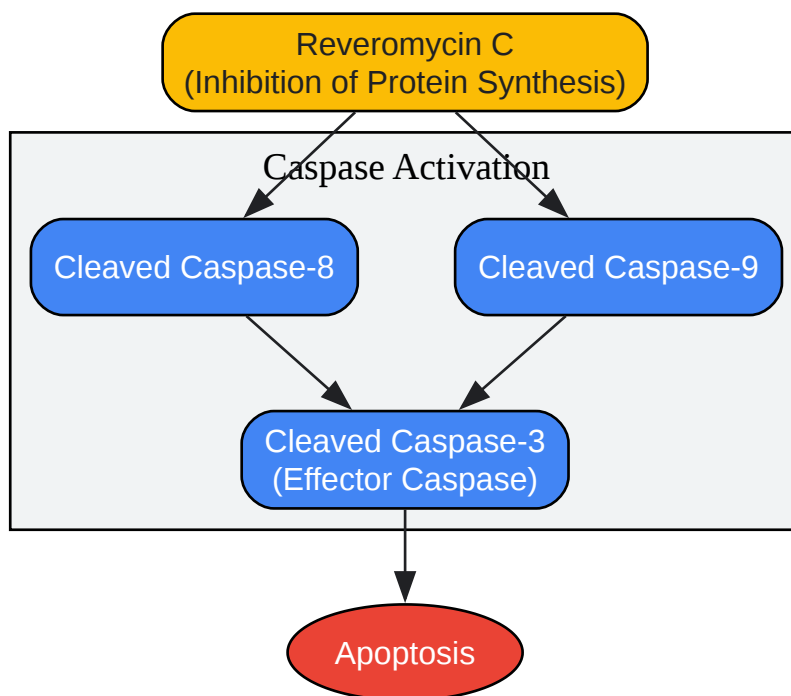 Reveromycin C
(Inhibition of Protein Synthesis)
Caspase Activation
Cleaved Caspase-8
Cleaved Caspase-9
Cleaved Caspase-3
(Effector Caspase)
Apoptosis